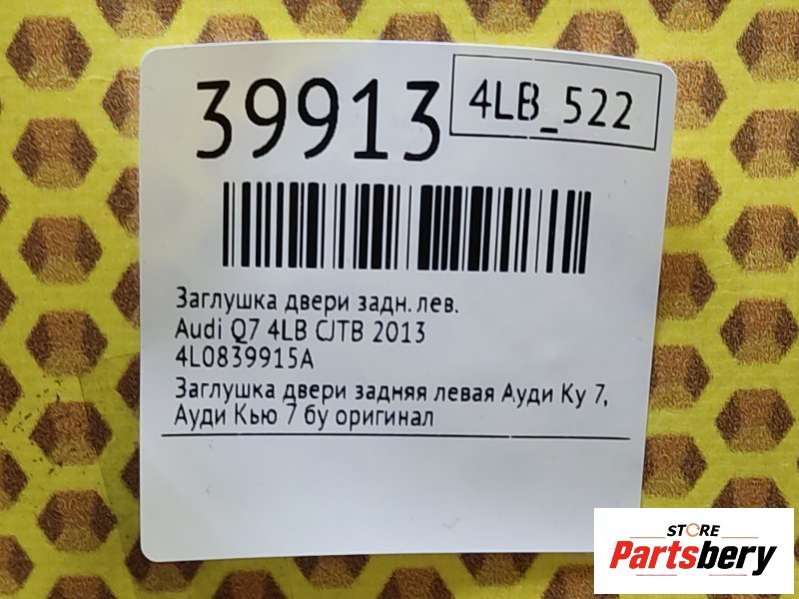 39913
4LB_522
Заглушка двери задн. лев.
Audi Q7 4LB CJTB 2013
4L0839915A
Заглушка двери задняя левая Ауди Ку 7,
Ауди Кью 7 бу оригинал
STORE
Partsbery